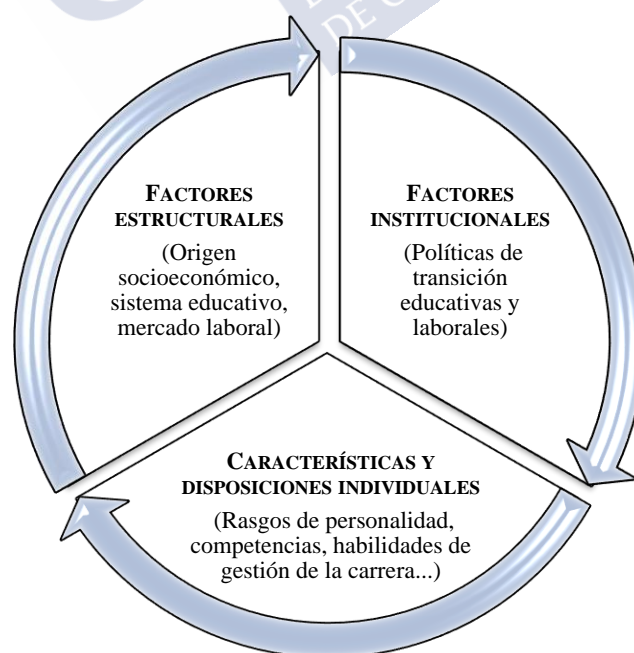 FACTORES
ESTRUCTURALES
(Origen
socioeconómico,
sistema educativo,
mercado laboral)
FACTORES
INSTITUCIONALES
(Políticas de
transición
educativas y
laborales)
CARACTERÍSTICAS Y
DISPOSICIONES INDIVIDUALES
(Rasgos de personalidad,
competencias, habilidades de
gestión de la carrera...)